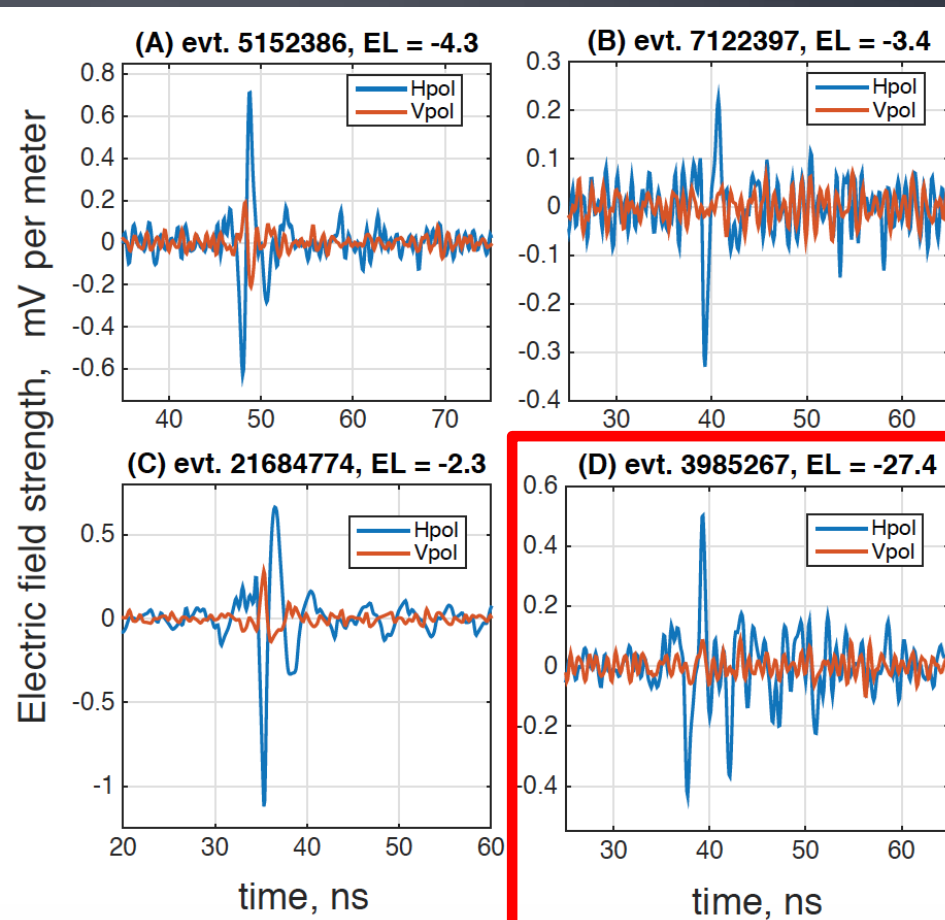 Electric field strength, mV per meter
(A) evt. 5152386, EL = -4.3
Hpol
Vpol
0.8
0.6
0.4
0.2
0
-0.2
-0.4
-0.6
40
50
60
70
(B) evt. 7122397, EL = -3.4
Hpol
Vpol
0.3
0.2
0.1
0
-0.1
-0.2
-0.3
-0.4
30
40
50
60
(C) evt. 21684774, EL = -2.3
Hpol
Vpol
0.5
0
-0.5
-1
20
30
40
50
60
time, ns
(D) evt. 3985267, EL = -27.4
Hpol
Vpol
0.6
0.4
0.2
0
0.2
0.4
30
40
50
60
time, ns